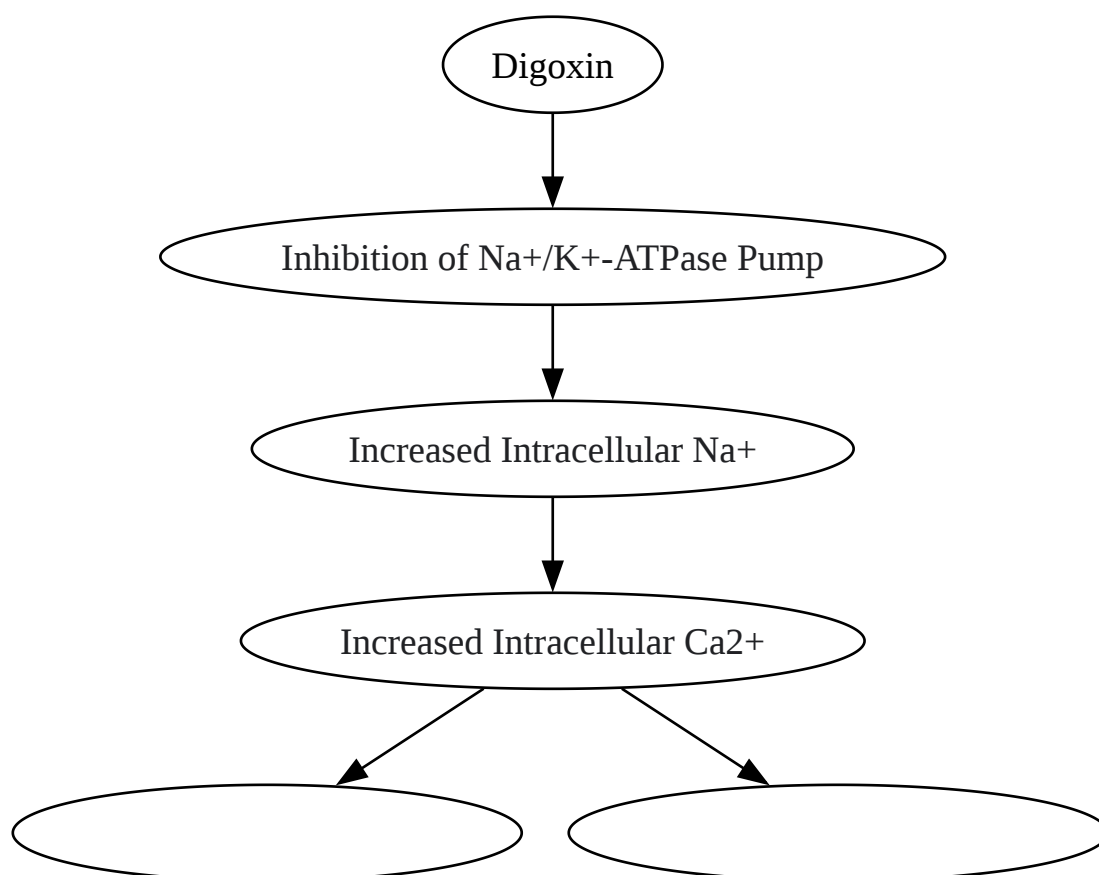 Digoxin
Inhibition of Na+/K+-ATPase Pump
Increased Intracellular Na+
Increased Intracellular Ca2+